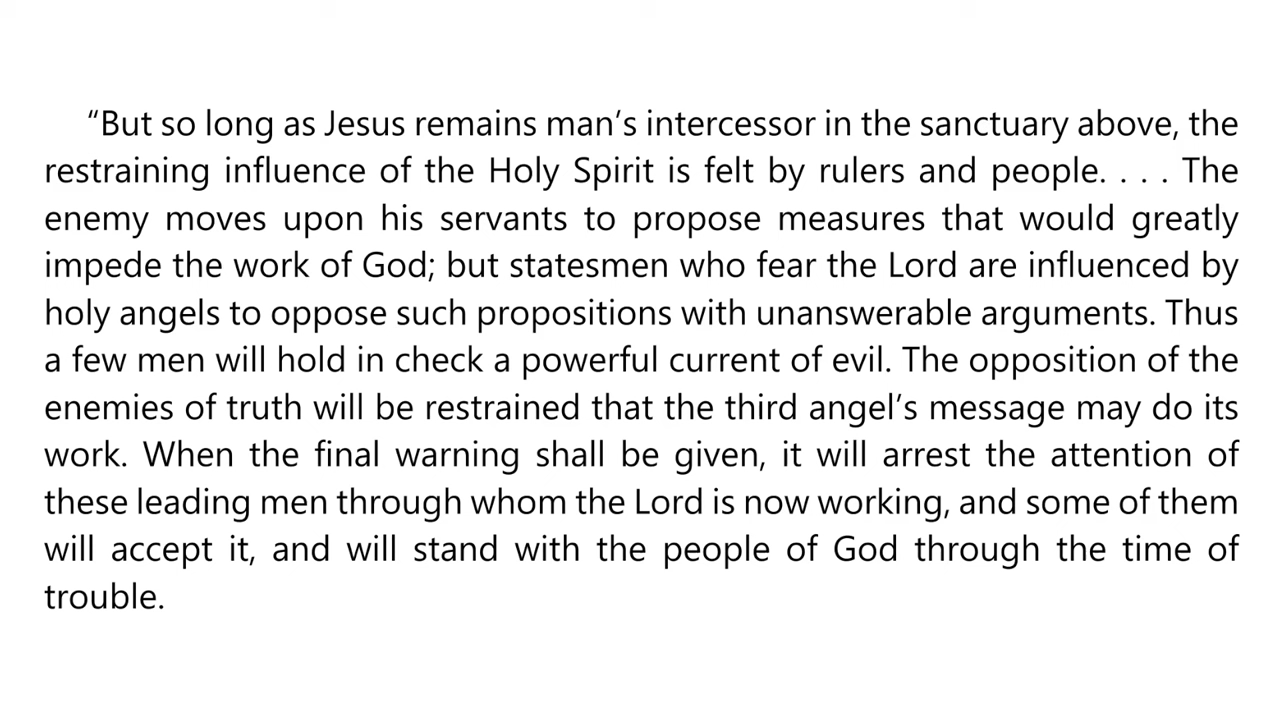 “But so long as Jesus remains man’s intercessor in the sanctuary above, the
restraining influence of the Holy Spirit is felt by rulers and people. . . . The
enemy moves upon his servants to propose measures that would greatly
impede the work of God; but statesmen who fear the Lord are influenced by
holy angels to oppose such propositions with unanswerable arguments. Thus
a few men will hold in check a powerful current of evil. The opposition of the
enemies of truth will be restrained that the third angel’s message may do its
work. When the final warning shall be given, it will arrest the attention of
these leading men through whom the Lord is now working, and some of them
will accept it, and will stand with the people of God through the time of
trouble.